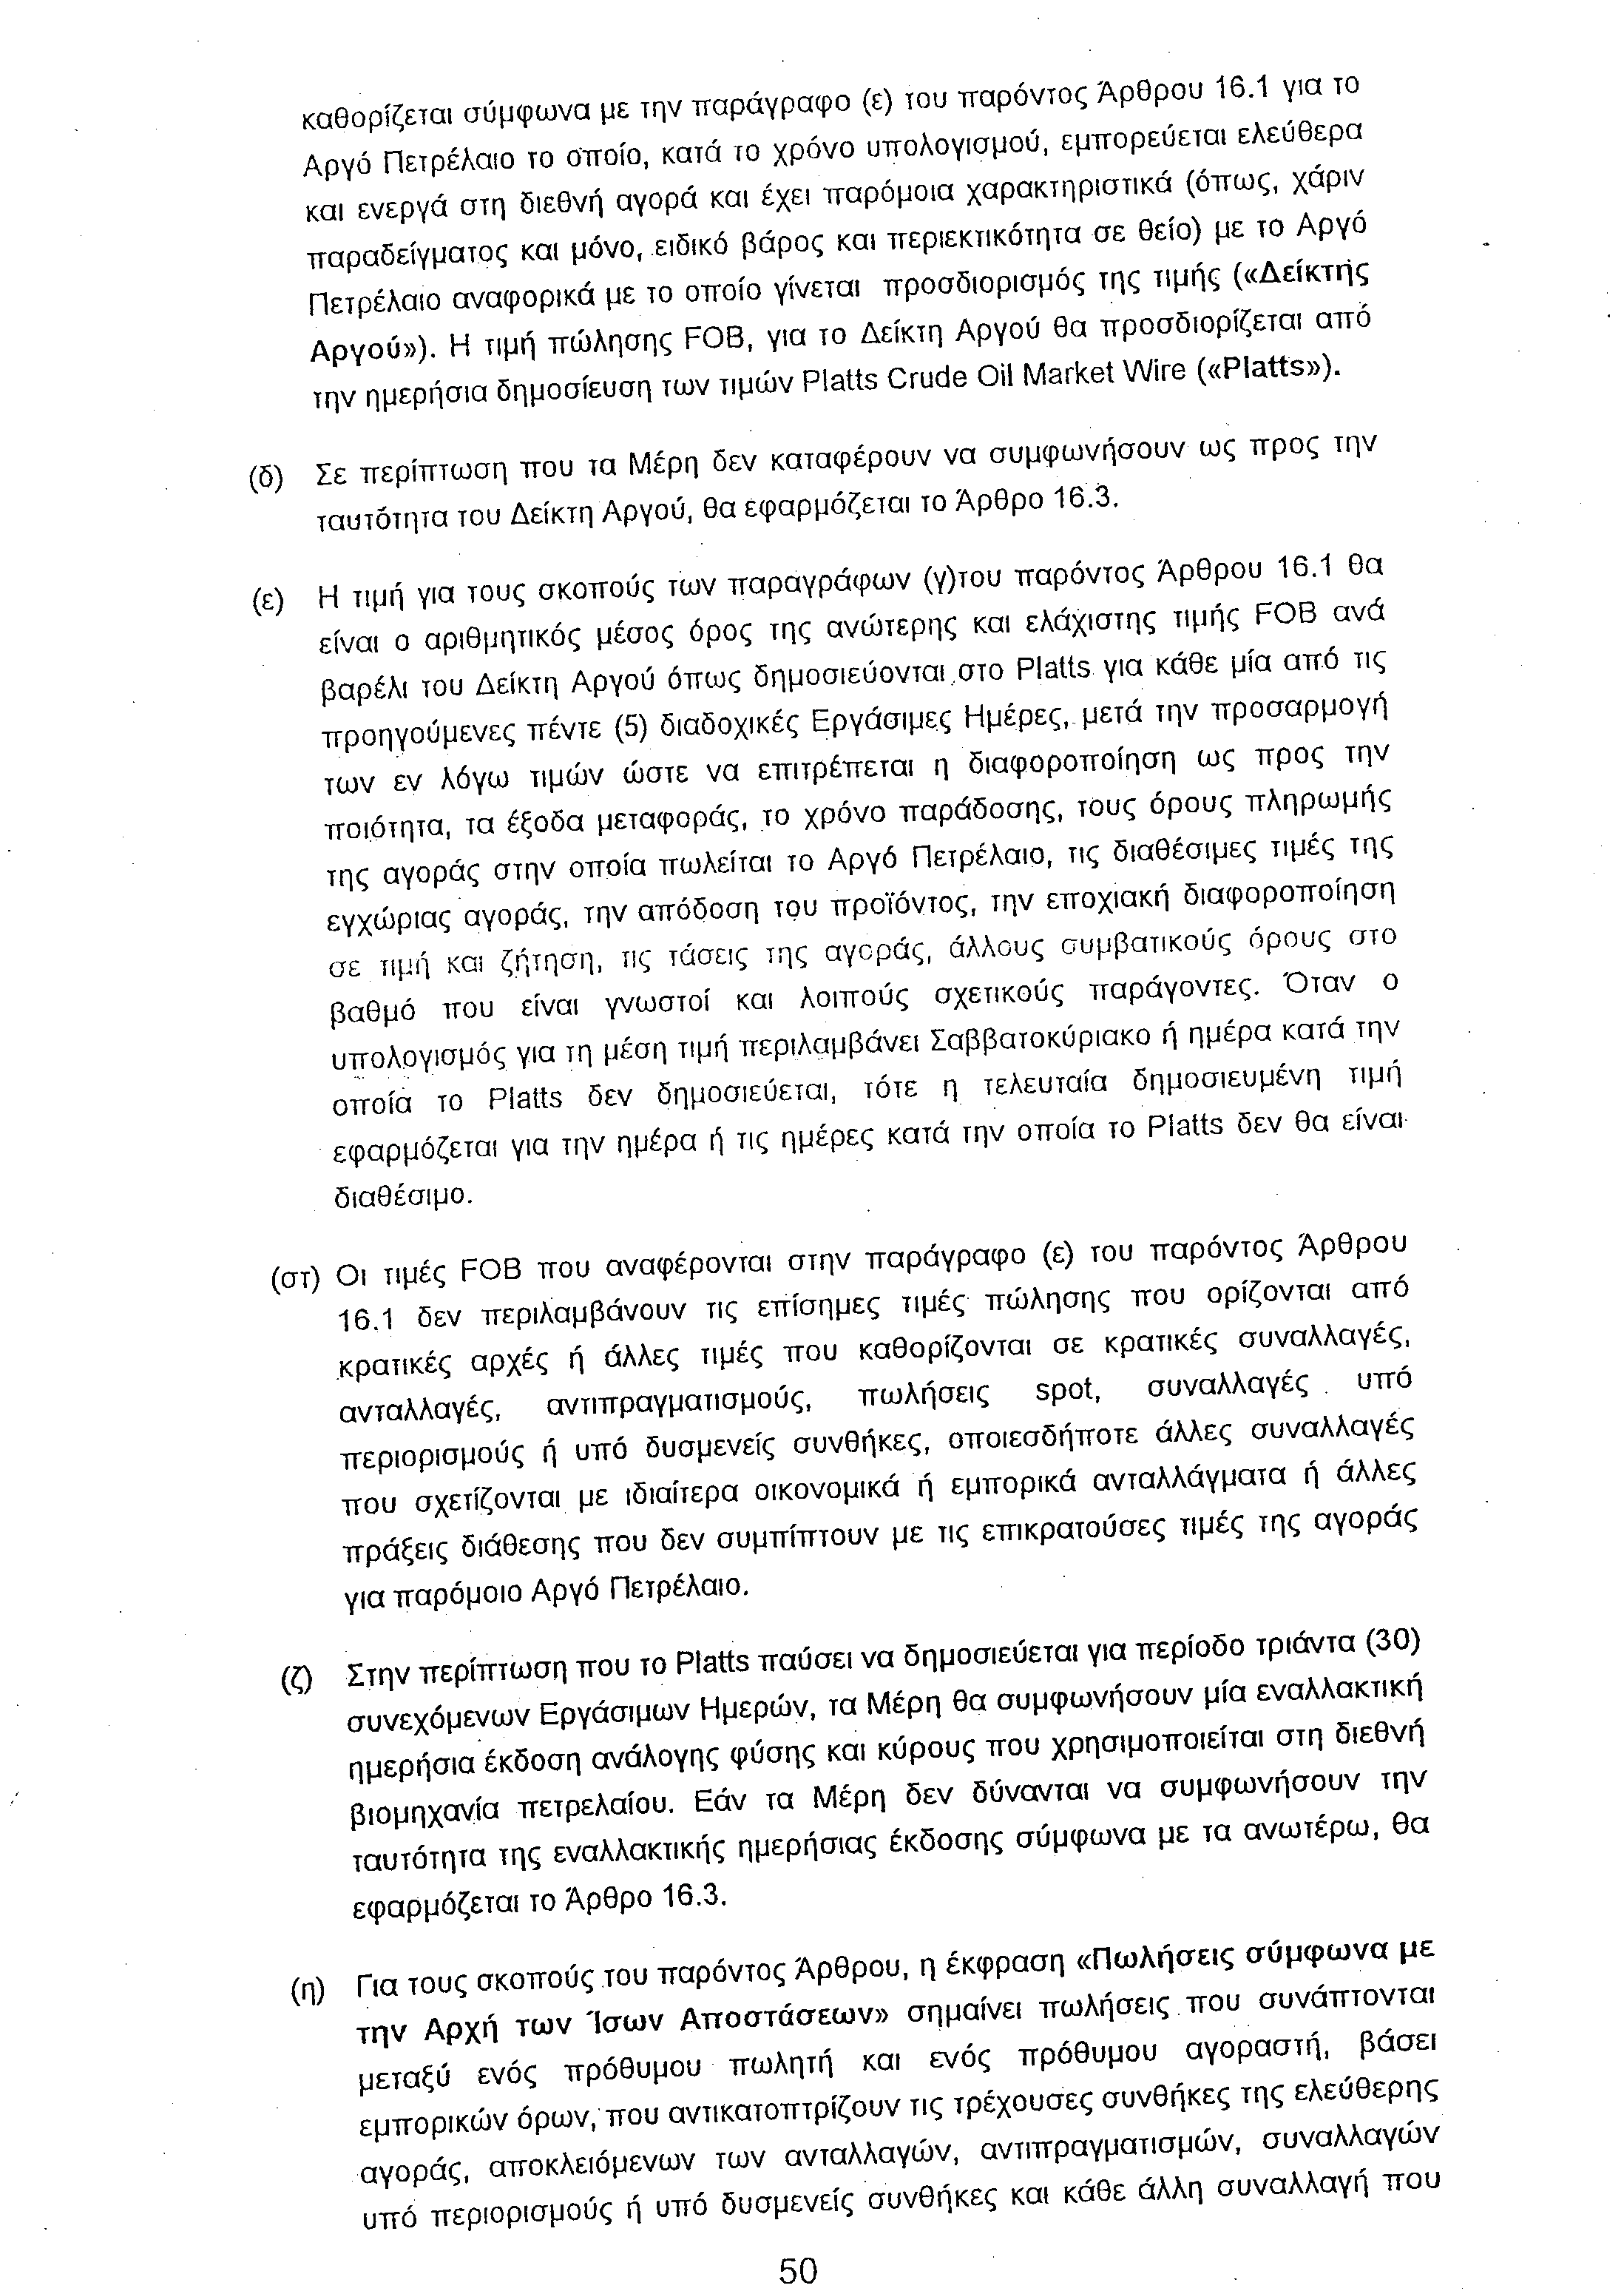 καθορίζεται σύμφωνα με την παράγραφο (ε) του παρόντος Άρθρου 16.1 για το
Αργό Πετρέλαιο το οποίο, κατά το χρόνο υπολογισμού, εμπορεύεται ελεύθερα
και ενεργά στη διεθνή αγορά και έχει παρόμοια χαρακτηριστικά (όπως, χάριν
παραδείγματος και μόνο, ειδικό βάρος και περιεκτικότητα σε θείο) με το Αργό
Πετρέλαιο αναφορικά με το οποίο γίνεται προσδιορισμός της τιμής («Δείκτης
Αργού»). Η τιμή πώλησης FOB, για το Δείκτη Αργού θα προσδιορίζεται από
την ημερήσια δημοσίευση των τιμών Platts Crude Oil Market Wire («Platts»).
(δ) Σε περίπτωση που τα Μέρη δεν καταφέρουν να συμφωνήσουν ως προς την
ταυτότητα του Δείκτη Αργού, θα εφαρμόζεται το Άρθρο 16.3.
(ε) Η τιμή για τους σκοπούς των παραγράφων (γ)του παρόντος Άρθρου 16.1 θα
είναι ο αριθμητικός μέσος όρος της ανώτερης και ελάχιστης τιμής FOB ανά
βαρέλι του Δείκτη Αργού όπως δημοσιεύονται στο Platts για κάθε μία από τις
προηγούμενες πέντε (5) διαδοχικές Εργάσιμες Ημέρες, μετά την προσαρμογή
των εν λόγω τιμών ώστε να επιτρέπεται η διαφοροποίηση ως προς την
ποιότητα, τα έξοδα μεταφοράς, το χρόνο παράδοσης, τους όρους πληρωμής
της αγοράς στην οποία πωλείται το Αργό Πετρέλαιο, τις διαθέσιμες τιμές της
εγχώριας αγοράς, την απόδοση του προϊόντος, την εποχιακή διαφοροποίηση
σε τιμή και ζήτηση, τις τάσεις της αγοράς, άλλους συμβατικούς όρους στο
βαθμό που είναι γνωστοί και λοιπούς σχετικούς παράγοντες. Όταν ο
υπολογισμός για τη μέση τιμή περιλαμβάνει Σαββατοκύριακο ή ημέρα κατά την
οποία το Platts δεν δημοσιεύεται, τότε η τελευταία δημοσιευμένη τιμή
εφαρμόζεται για την ημέρα ή τις ημέρες κατά την οποία το Platts δεν θα είναι
διαθέσιμο.
(στ) Οι τιμές FOB που αναφέρονται στην παράγραφο (ε) του παρόντος Άρθρου
16.1 δεν περιλαμβάνουν τις επίσημες τιμές πώλησης που ορίζονται από
κρατικές αρχές ή άλλες τιμές που καθορίζονται σε κρατικές συναλλαγές,
ανταλλαγές, αντιπραγματισμούς, πωλήσεις spot, συναλλαγές υπό
περιορισμούς ή υπό δυσμενείς συνθήκες, οποιεσδήποτε άλλες συναλλαγές
που σχετίζονται με ιδιαίτερα οικονομικά ή εμπορικά ανταλλάγματα ή άλλες
πράξεις διάθεσης που δεν συμπίπτουν με τις επικρατούσες τιμές της αγοράς
για παρόμοιο Αργό Πετρέλαιο.
(ζ) Στην περίπτωση που το Platts παύσει να δημοσιεύεται για περίοδο τριάντα (30)
συνεχόμενων Εργάσιμων Ημερών, τα Μέρη θα συμφωνήσουν μία εναλλακτική
ημερήσια έκδοση ανάλογης φύσης και κύρους που χρησιμοποιείται στη διεθνή
βιομηχανία πετρελαίου. Εάν τα Μέρη δεν δύνανται να συμφωνήσουν την
ταυτότητα της εναλλακτικής ημερήσιας έκδοσης σύμφωνα με τα ανωτέρω, θα
εφαρμόζεται το Άρθρο 16.3.
(η) Για τους σκοπούς του παρόντος Άρθρου, η έκφραση «Πωλήσεις σύμφωνα με
την Αρχή των Ίσων Αποστάσεων» σημαίνει πωλήσεις που συνάπτονται
μεταξύ ενός πρόθυμου πωλητή και ενός πρόθυμου αγοραστή, βάσει
εμπορικών όρων, που αντικατοπτρίζουν τις τρέχουσες συνθήκες της ελεύθερης
αγοράς, αποκλειόμενων των ανταλλαγών, αντιπραγματισμών, συναλλαγών
υπό περιορισμούς ή υπό δυσμενείς συνθήκες και κάθε άλλη συναλλαγή που
50